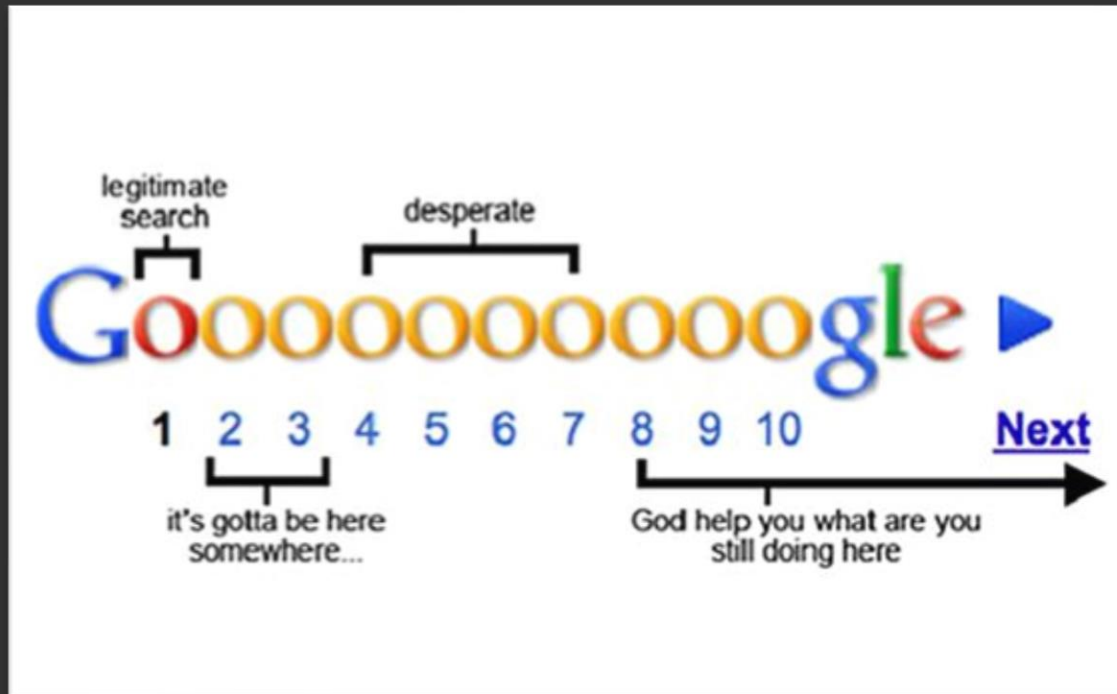 legitimate
search
desperate
Goooooooooogle
1 2 3 4 5 6 7 8 9 10 Next
it's gotta be here
somewhere...
God help you what are you
still doing here